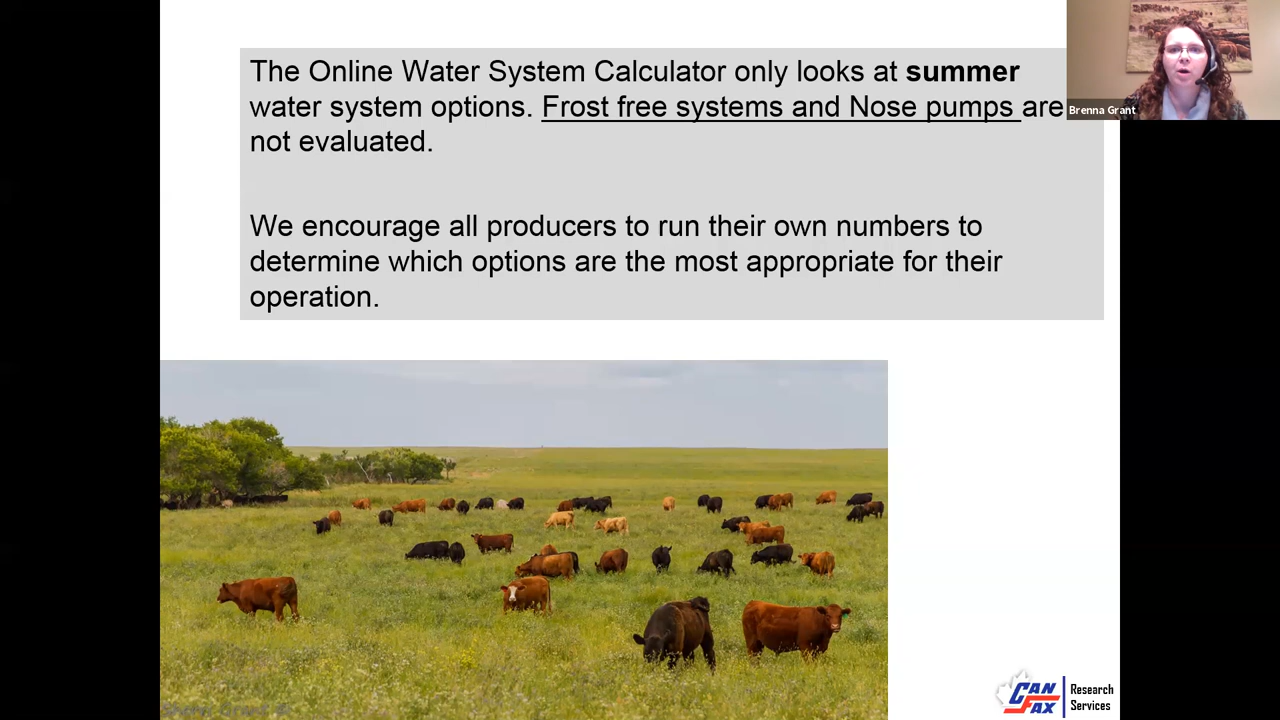 The Online Water System Calculator only looks at summer
water system options. Frost free systems and Nose pumps are
not evaluated.
We encourage all producers to run their own numbers to
determine which options are the most appropriate for their
operation.
Brenna Grant
CAN
FAX
Research
Services